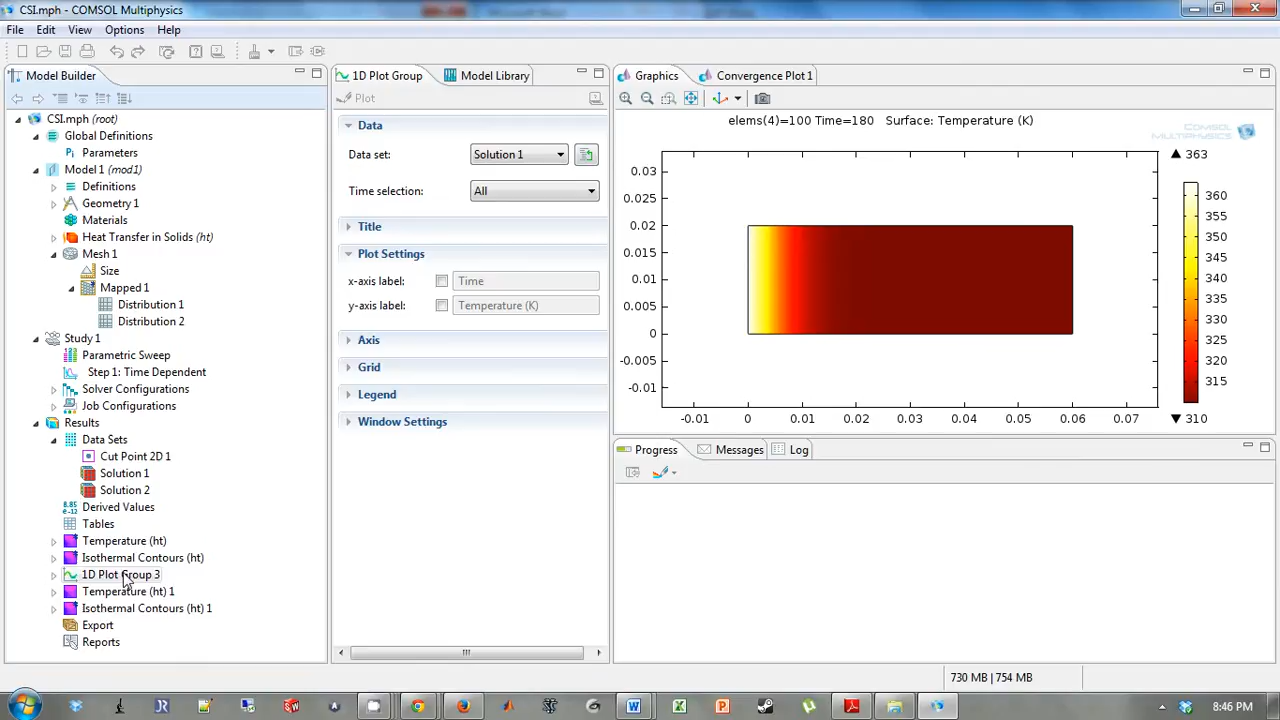 CSI.mph - COMSOL Multiphysics
File Edit View Options Help
Model Builder
CSI.mph (root)
Global Definitions
Parameters
Model 1 (mod1)
Definitions
Geometry 1
Materials
Heat Transfer in Solids (ht)
Mesh 1
Size
Mapped 1
Distribution 1
Distribution 2
Study 1
Parametric Sweep
Step 1: Time Dependent
Solver Configurations
Job Configurations
Results
Data Sets
Cut Point 2D 1
Solution 1
Solution 2
8.85
e-12
Derived Values
Tables
Temperature (ht)
Isothermal Contours (ht)
1D Plot Group 3
Temperature (ht) 1
Isothermal Contours (ht) 1
Export
Reports
1D Plot Group Model Library
Plot
Data
Data set: Solution 1
Time selection: All
Title
Plot Settings
x-axis label: Time
y-axis label: Temperature (K)
Axis
Grid
Legend
Window Settings
Graphics Convergence Plot 1
elems(4)=100 Time=180 Surface: Temperature (K)
COMSOL
MULTIPHYSICS
0.03
0.025
0.02
0.015
0.01
0.005
0
-0.005
-0.01
-0.01 0 0.01 0.02 0.03 0.04 0.05 0.06 0.07
▲ 363
360
355
350
345
340
335
330
325
320
315
▼ 310
Progress Messages Log
730 MB | 754 MB
8:46 PM